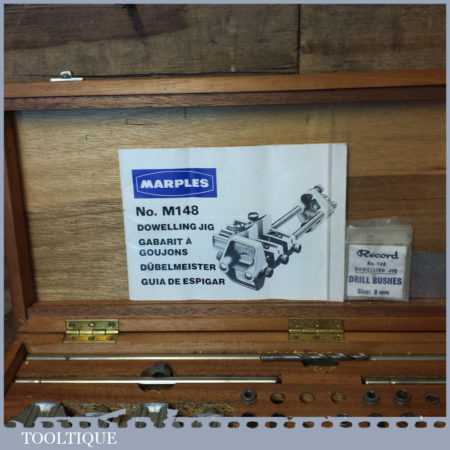 MARPLES
No. M148
DOWELLING JIG
GABARIT À
GOUJONS
DÜBELMEISTER
GUIA DE ESPIGAR
Record
No. 148
DOWELLING JIG
DRILL BUSHES
Size: 8 mm
TOOLTIQUE